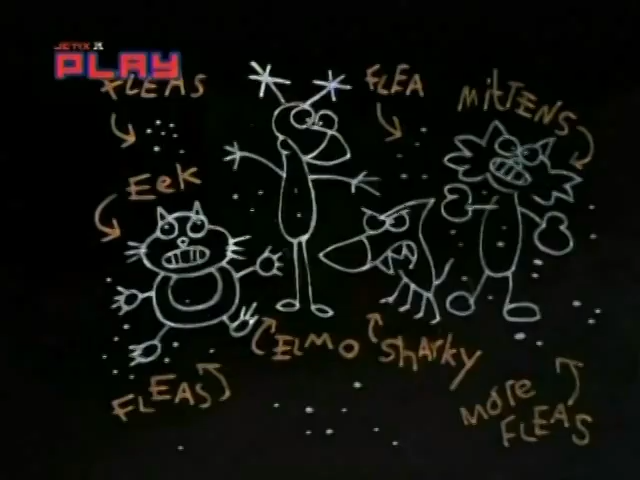 JETIX
PLAY
FLEAS
FLEA
MITTENS
EEK
ELMO
SHARKY
FLEAS
MORE
FLEAS